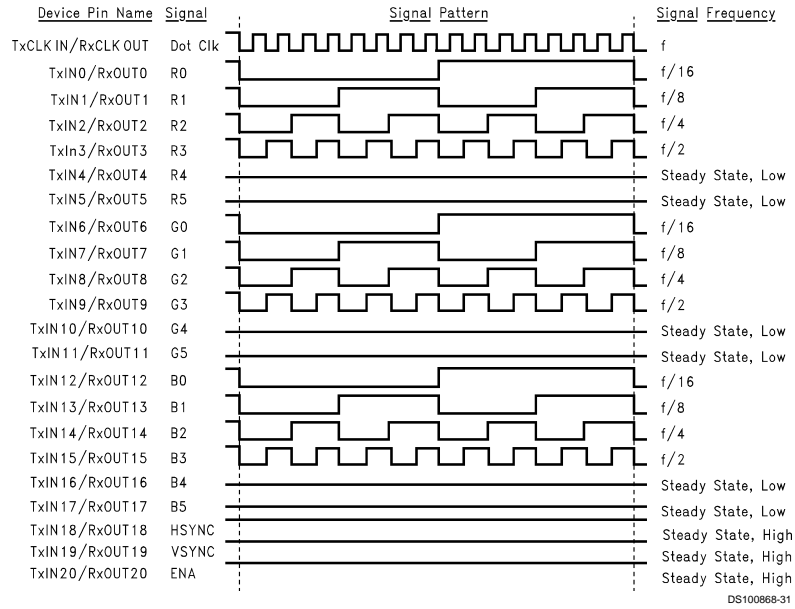 Device Pin Name Signal Signal Pattern Signal Frequency
TxCLK IN/RxCLK OUT Dot Clk f
TxIN0/RxOUT0 R0 f/16
TxIN1/RxOUT1 R1 f/8
TxIN2/RxOUT2 R2 f/4
TxIn3/RxOUT3 R3 f/2
TxIN4/RxOUT4 R4 Steady State, Low
TxIN5/RxOUT5 R5 Steady State, Low
TxIN6/RxOUT6 G0 f/16
TxIN7/RxOUT7 G1 f/8
TxIN8/RxOUT8 G2 f/4
TxIN9/RxOUT9 G3 f/2
TxIN10/RxOUT10 G4 Steady State, Low
TxIN11/RxOUT11 G5 Steady State, Low
TxIN12/RxOUT12 B0 f/16
TxIN13/RxOUT13 B1 f/8
TxIN14/RxOUT14 B2 f/4
TxIN15/RxOUT15 B3 f/2
TxIN16/RxOUT16 B4 Steady State, Low
TxIN17/RxOUT17 B5 Steady State, Low
TxIN18/RxOUT18 HSYNC Steady State, High
TxIN19/RxOUT19 VSYNC Steady State, High
TxIN20/RxOUT20 ENA Steady State, High
DS100868-31